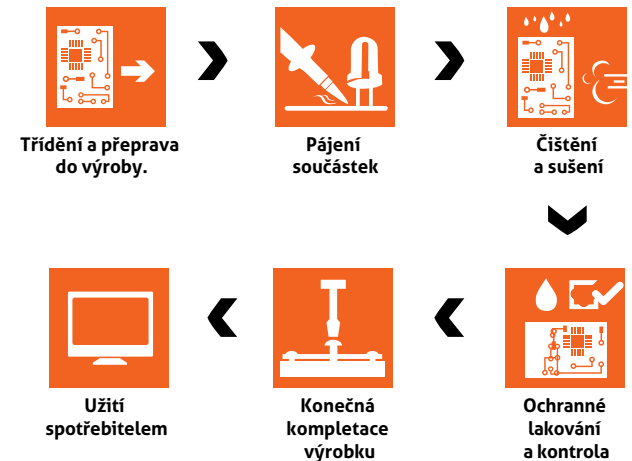 Třídění a přeprava
do výroby.
Pájení
součástek
Čištění
a sušení
Ochranné
lakování
a kontrola
Konečná
kompletace
výrobku
Užití
spotřebitelem